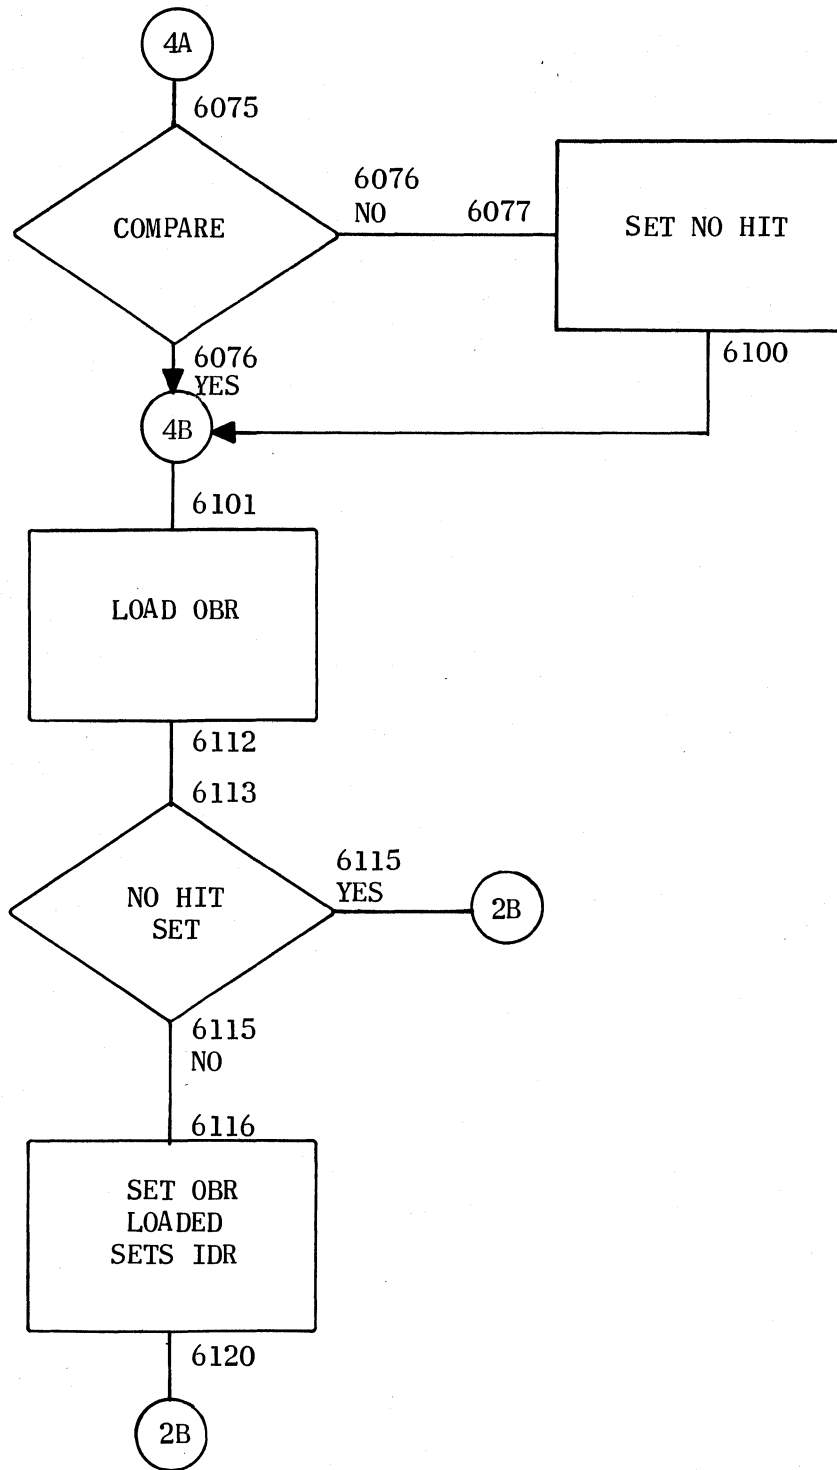 4A
6075
COMPARE
6076
NO
6077
SET NO HIT
6100
6076
YES
4B
6101
LOAD OBR
6112
6113
NO HIT
SET
6115
YES
2B
6115
NO
6116
SET OBR
LOADED
SETS IDR
6120
2B